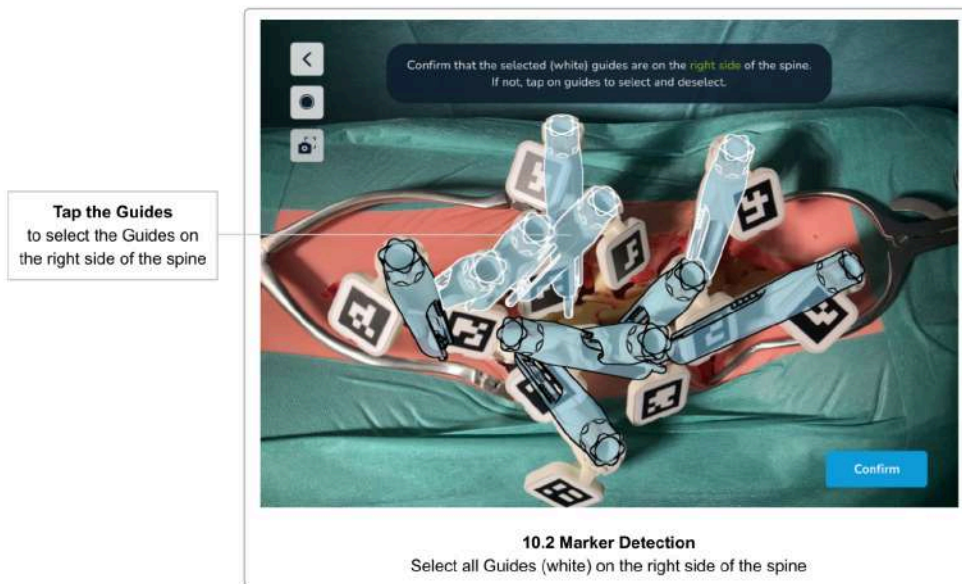 Confirm that the selected (white) guides are on the right side of the spine.
If not, tap on guides to select and deselect.
Tap the Guides
to select the Guides on
the right side of the spine
Confirm
10.2 Marker Detection
Select all Guides (white) on the right side of the spine